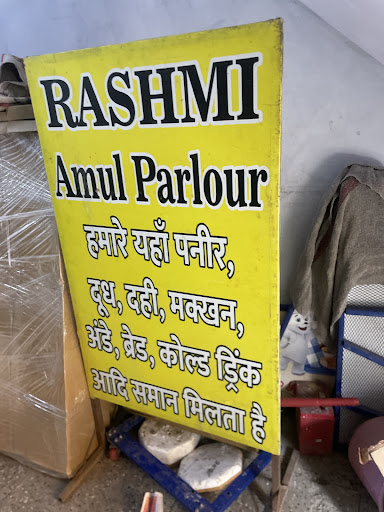 RASHMI
Amul Parlour
हमारे यहाँ पनीर,
दूध, दही, मक्खन,
अंडै, ब्रेड, कोल्ड ड्रिंक
आदि समान मिलता है